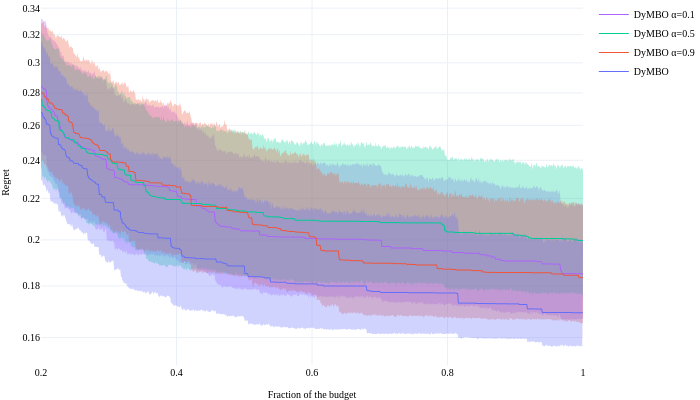 0.34
0.32
0.3
0.28
0.26
0.24
0.22
0.2
0.18
0.16
Regret
0.2
0.4
0.6
0.8
1
Fraction of the budget
DyMBO α=0.1
DyMBO α=0.5
DyMBO α=0.9
DyMBO